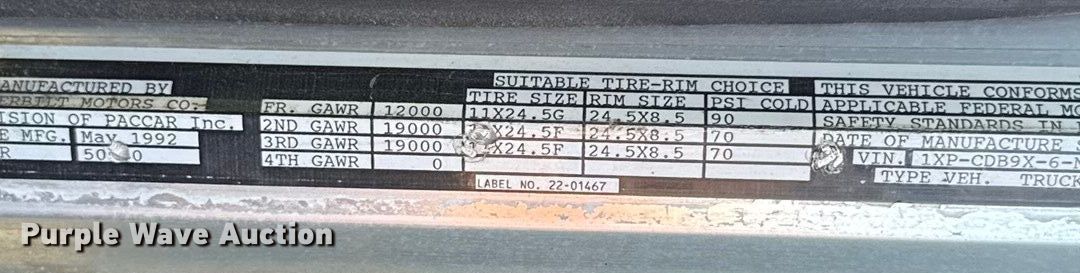 ANUFACTURED BY
ERBILT MOTORS CO.
ISION OF PACCAR Inc.
E MFG. May 1992
R
FR. GAWR 12000
2ND GAWR 19000
3RD GAWR 19000
4TH GAWR 0
SUITABLE TIRE-RIM CHOICE
TIRE SIZE RIM SIZE PSI COLD
11X24.5G 24.5X8.5 90
X24.5F 24.5X8.5 70
X24.5F 24.5X8.5 70
LABEL NO. 22-01467
THIS VEHICLE CONFORMS
APPLICABLE FEDERAL MO
SAFETY STANDARDS IN
DATE OF MANUFACTURE
VIN. 1XP-CDB9X-6-N
TYPE VEH. TRUCK
Purple Wave Auction